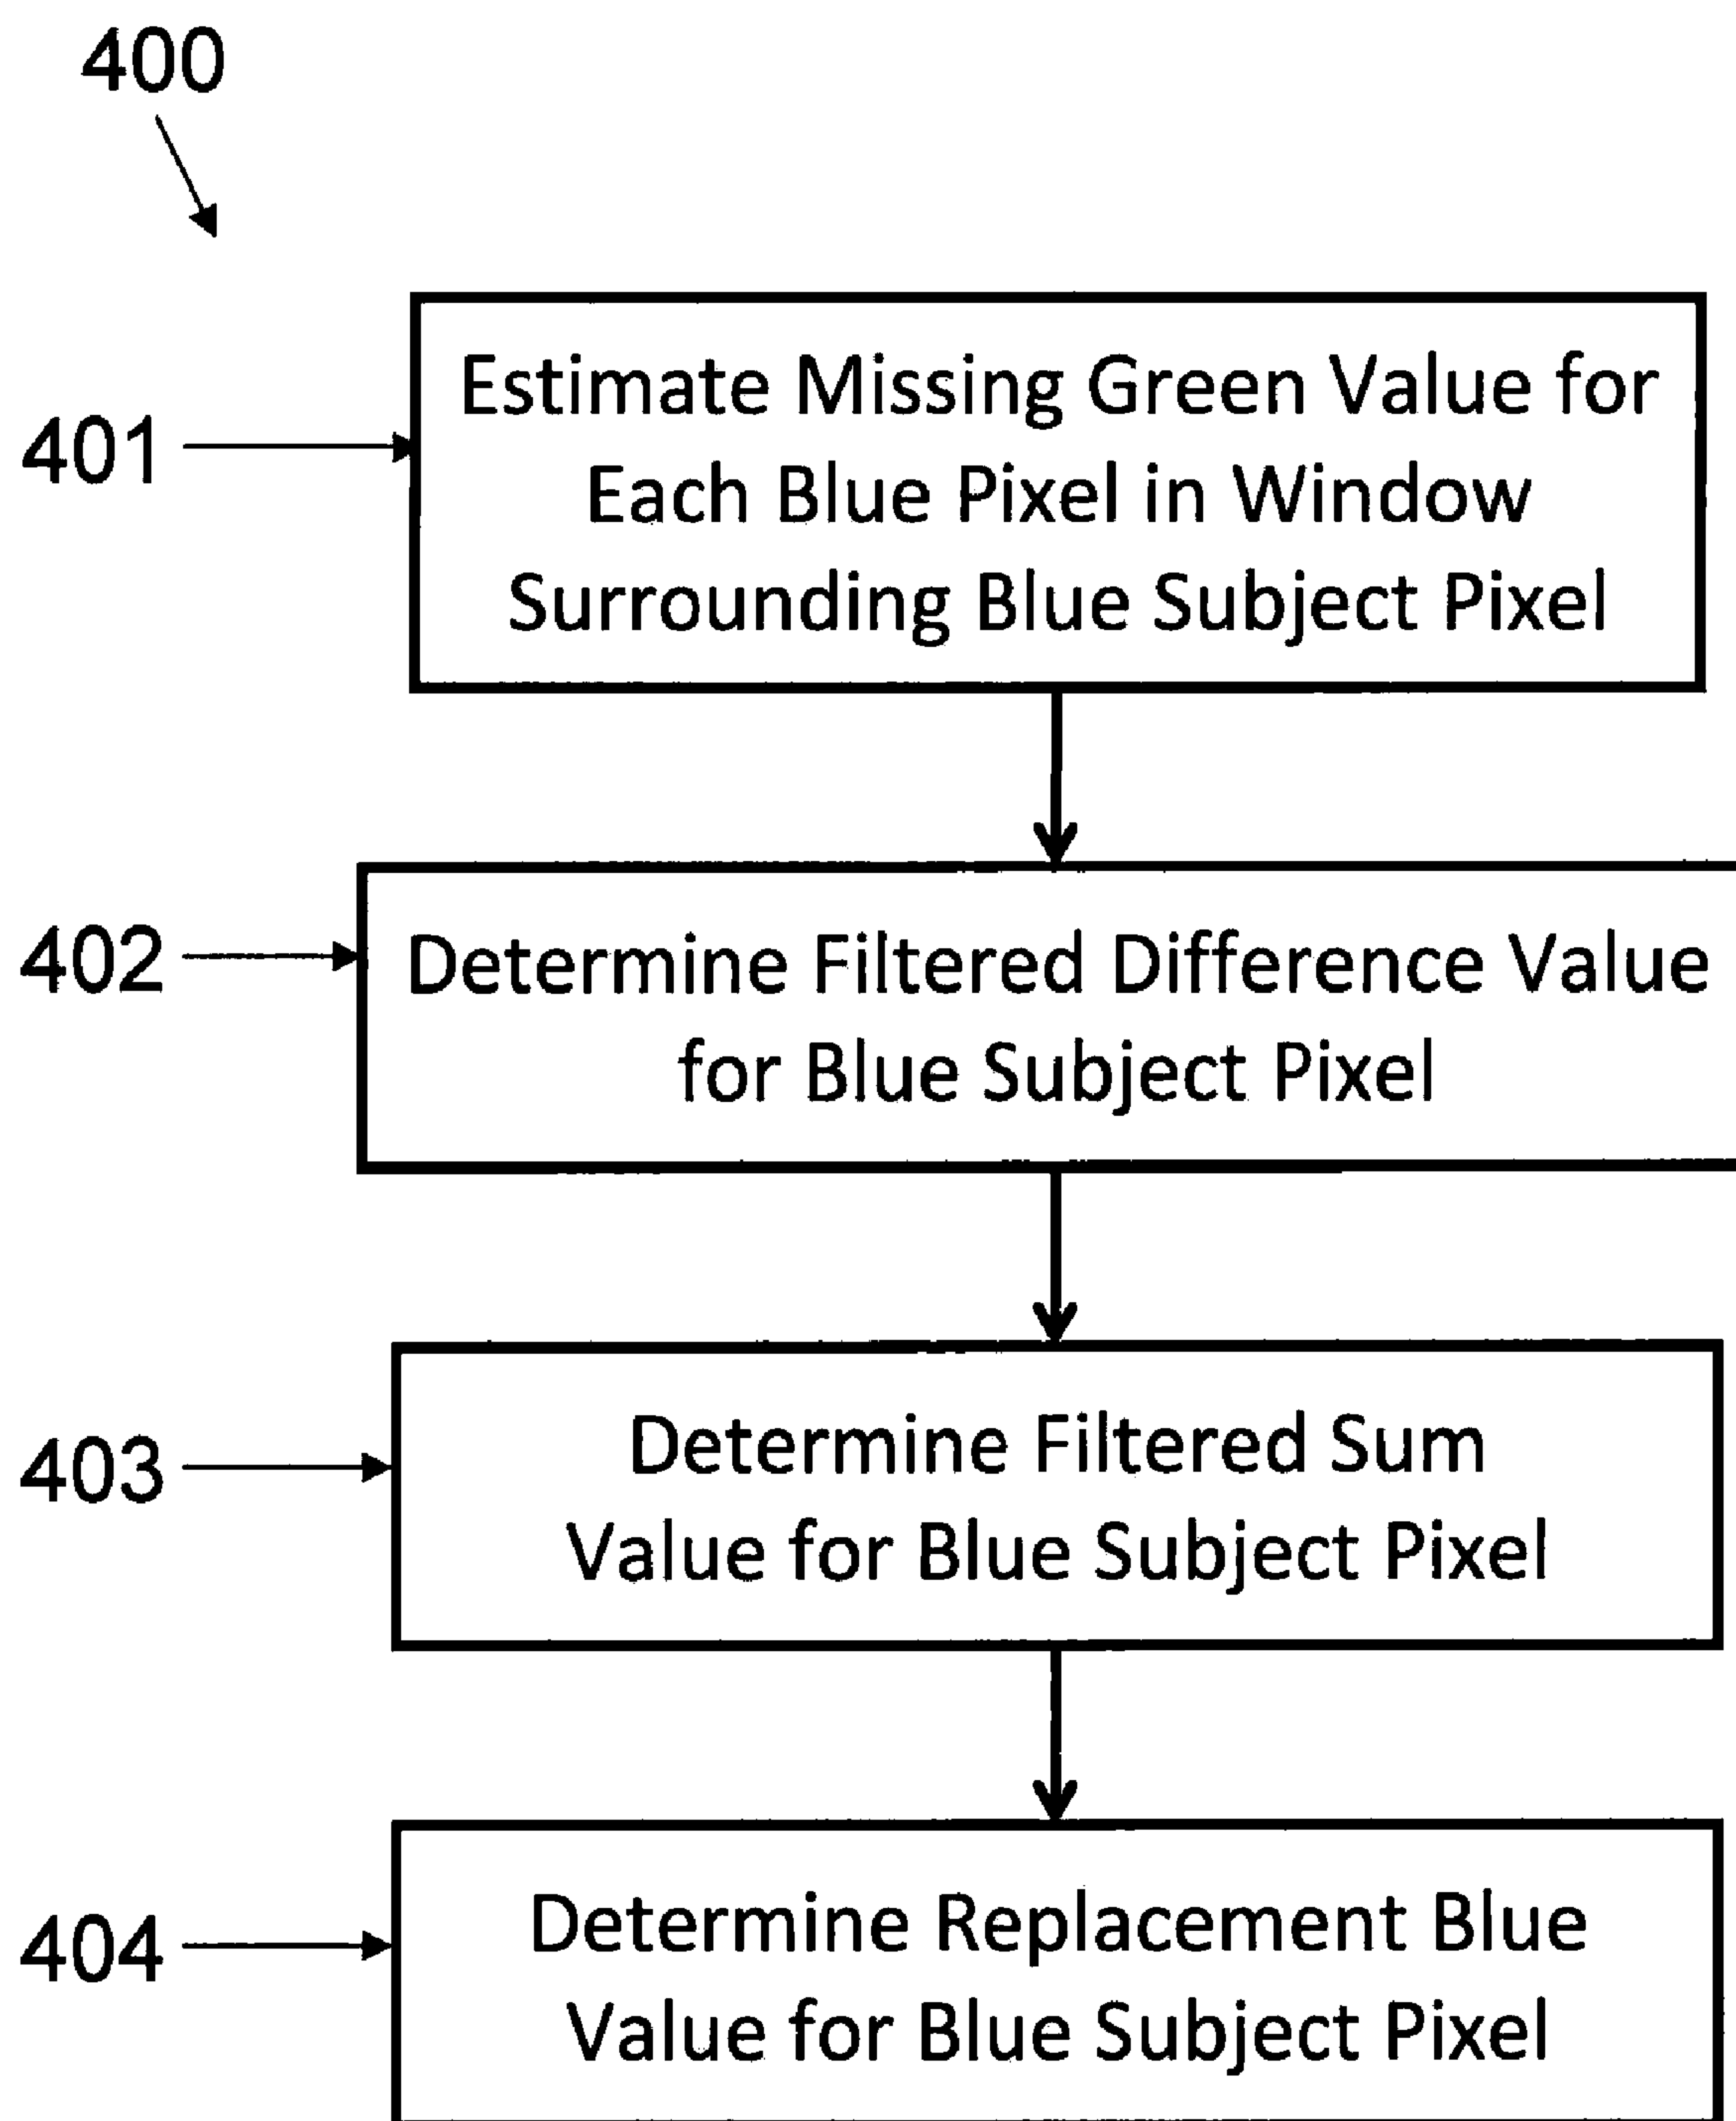 400
401
Estimate Missing Green Value for
Each Blue Pixel in Window
Surrounding Blue Subject Pixel
402
Determine Filtered Difference Value
for Blue Subject Pixel
403
Determine Filtered Sum
Value for Blue Subject Pixel
404
Determine Replacement Blue
Value for Blue Subject Pixel